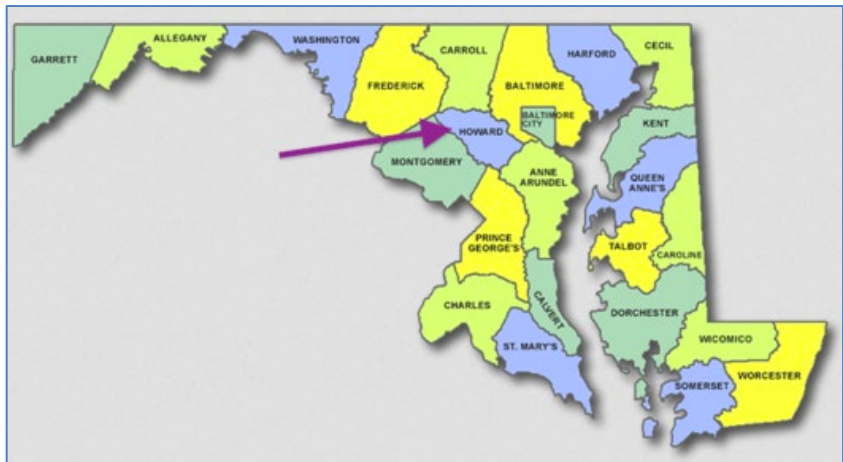 GARRETT
ALLEGANY
WASHINGTON
FREDERICK
CARROLL
BALTIMORE
BALTIMORE
CITY
HARFORD
CECIL
HOWARD
MONTGOMERY
KENT
ANNE
ARUNDEL
QUEEN
ANNE'S
PRINCE
GEORGE'S
TALBOT
CAROLINE
CHARLES
CALVERT
DORCHESTER
ST. MARY'S
WICOMICO
SOMERSET
WORCESTER